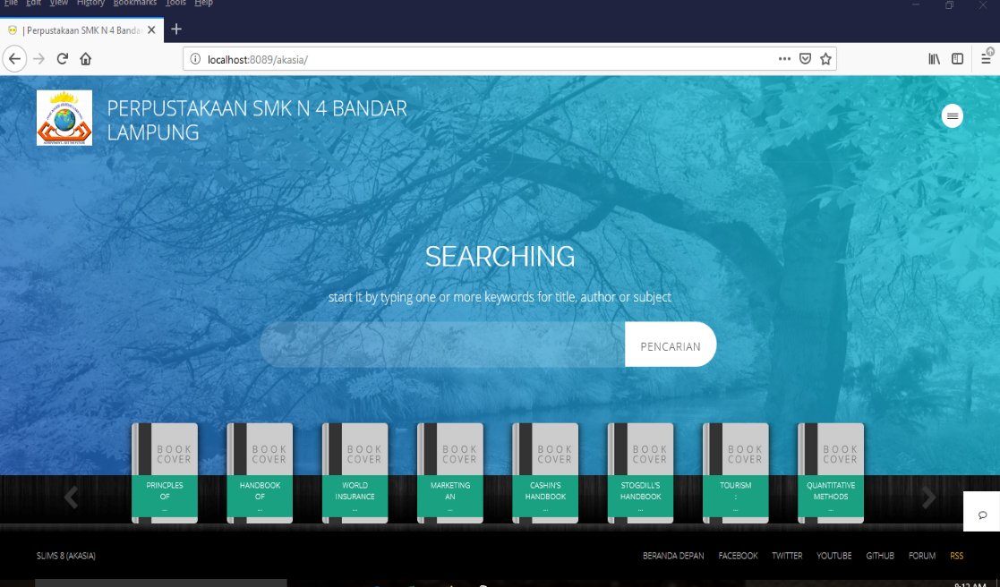 File Edit View History Bookmarks Tools Help
| Perpustakaan SMK N 4 Banda
localhost:8089/akasia/
PERPUSTAKAAN SMK N 4 BANDAR
LAMPUNG
SEARCHING
start it by typing one or more keywords for title, author or subject
PENCARIAN
BOOK
COVER
PRINCPLES
OF
...
BOOK
COVER
HANDBOOK
OF
...
BOOK
COVER
WORLD
INSURANCE
...
BOOK
COVER
MARKETING
AN
...
BOOK
COVER
CASHIN'S
HANDBOOK
...
BOOK
COVER
STOGDILL'S
HANDBOOK
...
BOOK
COVER
TOURISM
:
...
BOOK
COVER
QUANTITATIVE
METHODS
...
SLIMS 8 (AKASIA)
BERANDA DEPAN FACEBOOK TWITTER YOUTUBE GITHUB FORUM RSS